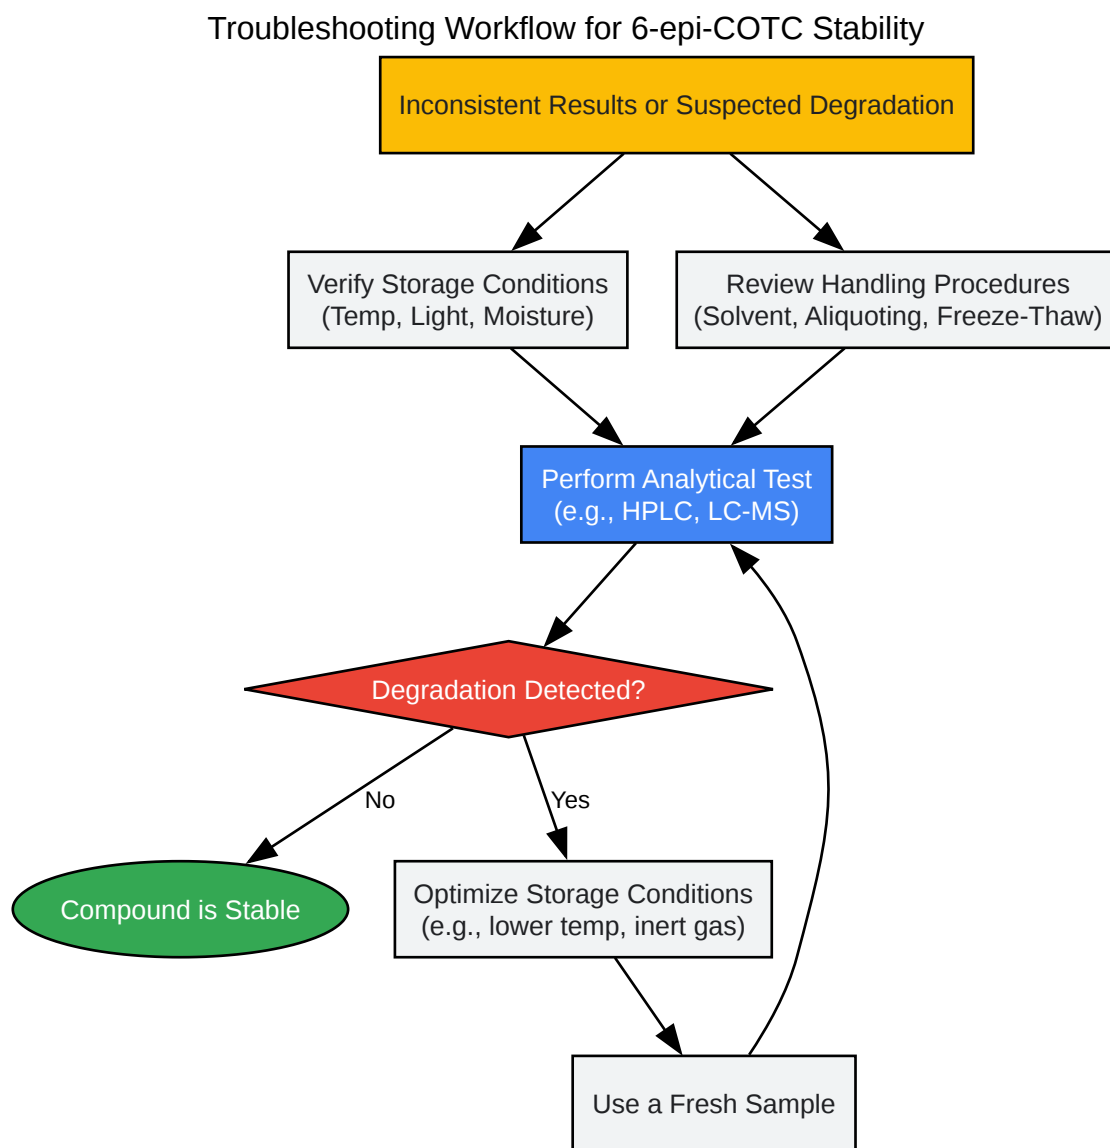 Troubleshooting Workflow for 6-epi-COTC Stability
Inconsistent Results or Suspected Degradation
Verify Storage Conditions
(Temp, Light, Moisture)
Review Handling Procedures
(Solvent, Aliquoting, Freeze-Thaw)
Perform Analytical Test
(e.g., HPLC, LC-MS)
Degradation Detected?
No
Yes
Compound is Stable
Optimize Storage Conditions
(e.g., lower temp, inert gas)
Use a Fresh Sample